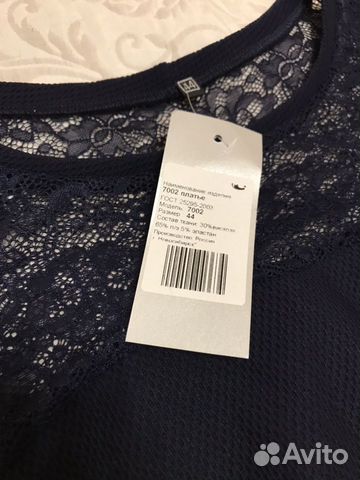 44
Наименование изделия
7002 платье
ГОСТ 25295-2003
Модель: 7002
Размер 44
Состав ткани: 30%вискоза
65% п/э 5% эластан
Производство: Россия
г. Новосибирск"
Avito